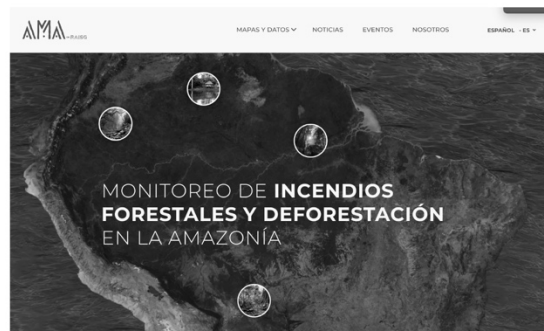 AMA
MAPAS Y DATOS
NOTICIAS
EVENTOS
NOSOTROS
ESPAÑOL - ES
MONITOREO DE INCENDIOS
FORESTALES Y DEFORESTACIÓN
EN LA AMAZONÍA